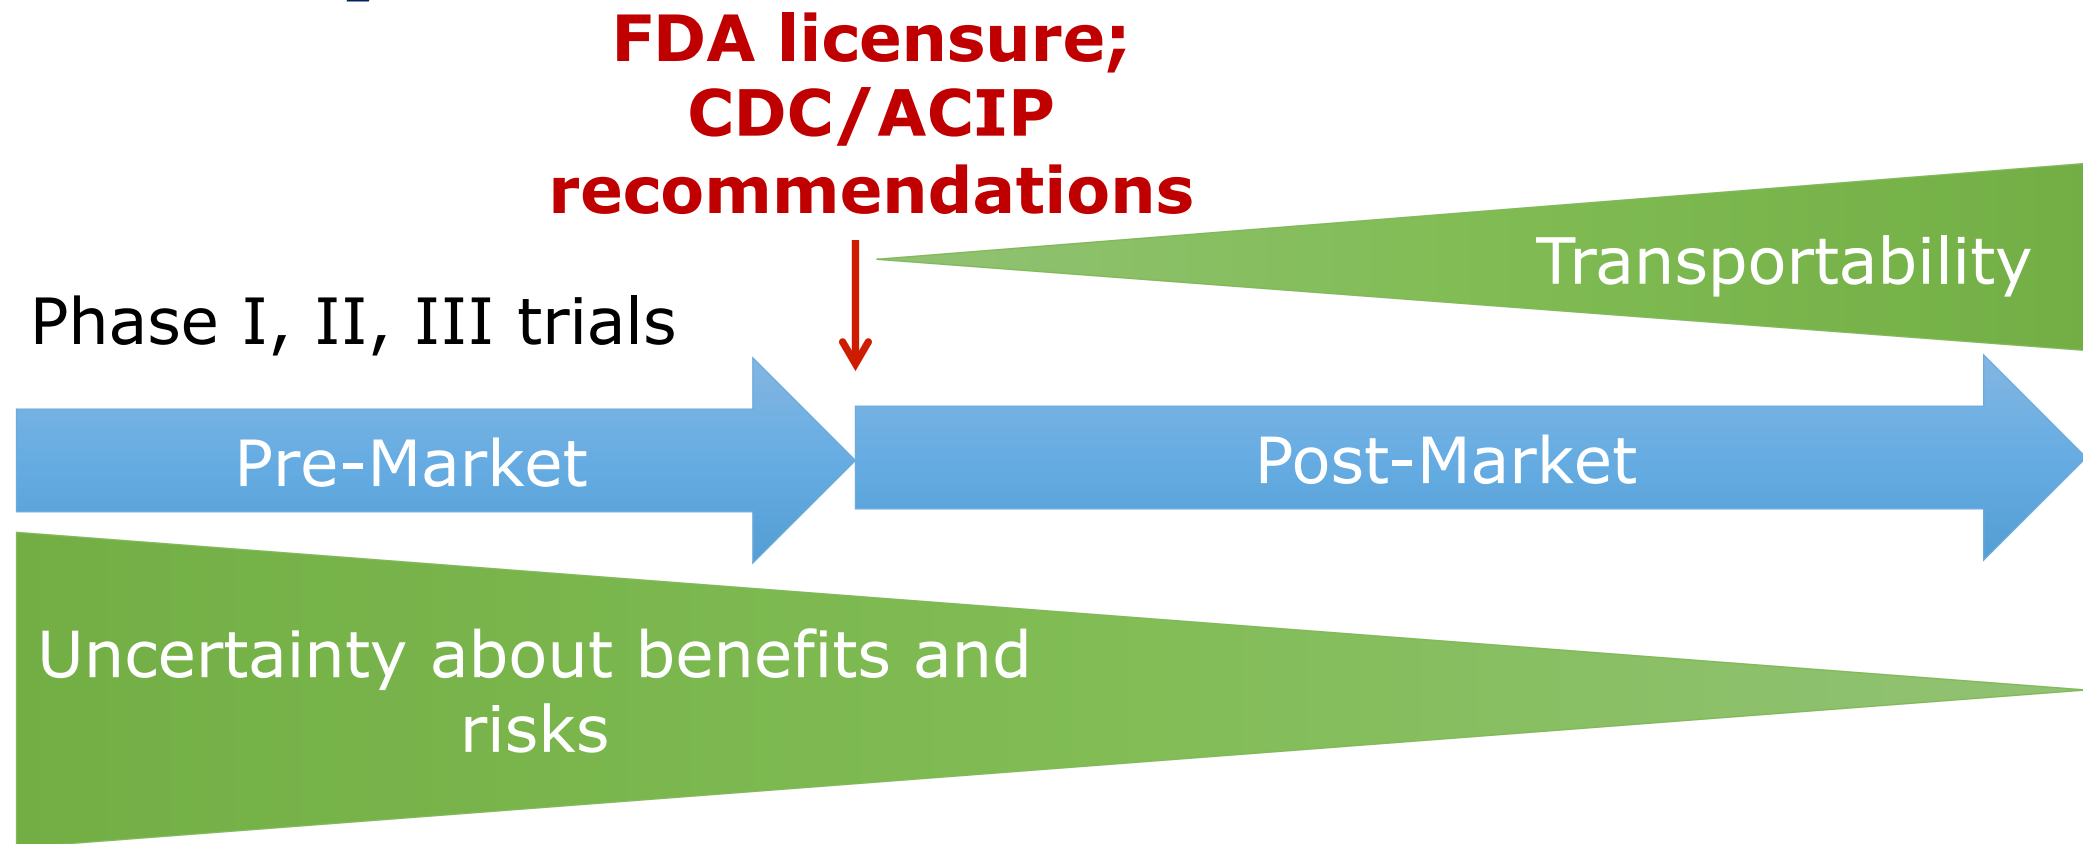 FDA licensure;
CDC/ACIP
recommendations
Transportability
Phase I, II, III trials
Pre-Market
Post-Market
Uncertainty about benefits and
risks